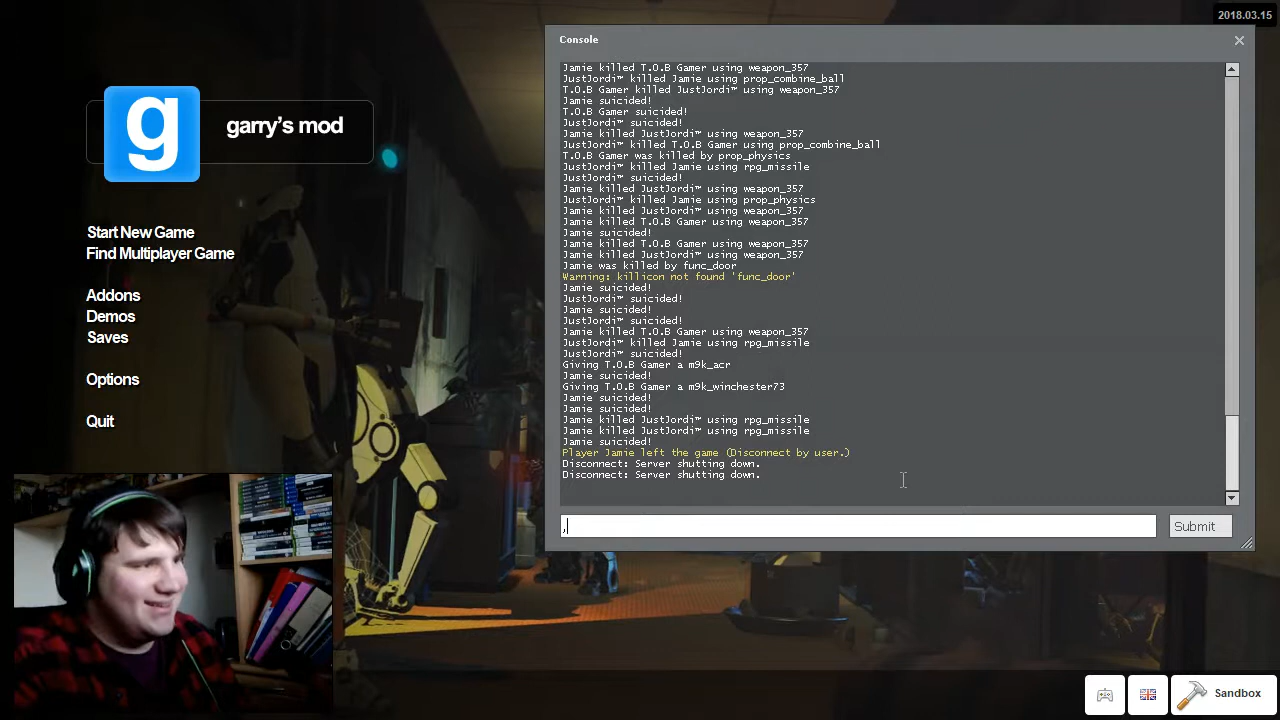 2018.03.15
g
garry's mod
Start New Game
Find Multiplayer Game
Addons
Demos
Saves
Options
Quit
Console
Jamie killed T.O.B Gamer using weapon_357
JustJordi™ killed Jamie using prop_combine_ball
T.O.B Gamer killed JustJordi™ using weapon_357
Jamie suicided!
T.O.B Gamer suicided!
JustJordi™ suicided!
Jamie killed JustJordi™ using weapon_357
JustJordi™ killed T.O.B Gamer using prop_combine_ball
T.O.B Gamer was killed by prop_physics
JustJordi™ killed Jamie using rpg_missile
JustJordi™ suicided!
Jamie killed JustJordi™ using weapon_357
JustJordi™ killed Jamie using prop_physics
Jamie killed JustJordi™ using weapon_357
Jamie killed T.O.B Gamer using weapon_357
Jamie suicided!
Jamie killed T.O.B Gamer using weapon_357
Jamie killed JustJordi™ using weapon_357
Jamie was killed by func_door
Warning: killicon not found 'func_door'
Jamie suicided!
JustJordi™ suicided!
Jamie suicided!
JustJordi™ suicided!
Jamie killed T.O.B Gamer using weapon_357
JustJordi™ killed Jamie using rpg_missile
JustJordi™ suicided!
Giving T.O.B Gamer a m9k_acr
Jamie suicided!
Giving T.O.B Gamer a m9k_winchester73
Jamie suicided!
Jamie suicided!
Jamie killed JustJordi™ using rpg_missile
Jamie killed JustJordi™ using rpg_missile
Jamie suicided!
Player Jamie left the game (Disconnect by user.)
Disconnect: Server shutting down.
Disconnect: Server shutting down.
,
Submit
Sandbox